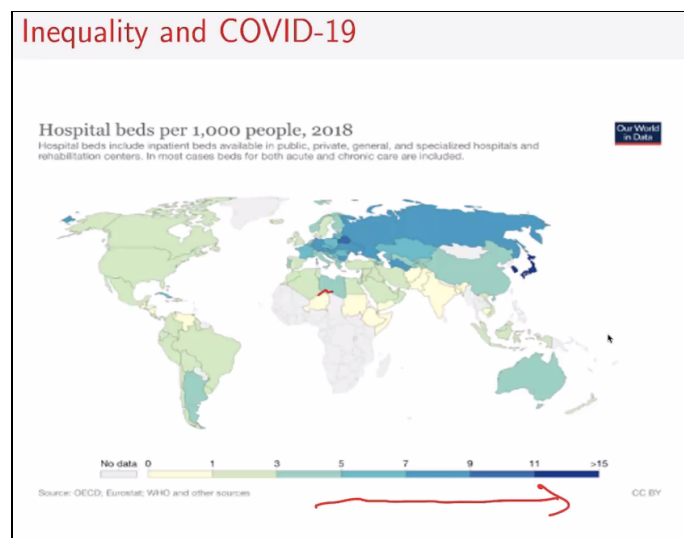 Inequality and COVID-19
Hospital beds per 1,000 people, 2018
Our World
in Data
Hospital beds include inpatient beds available in public, private, general, and specialized hospitals and
rehabilitation centers. In most cases beds for both acute and chronic care are included.
No data 0 1 3 5 7 9 11 >15
Source: OECD; Eurostat; WHO and other sources
CC BY